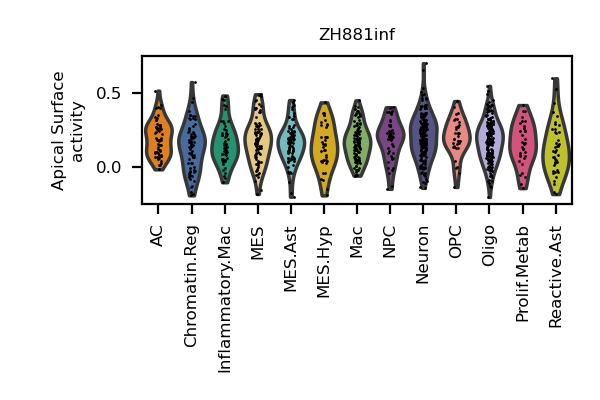 ZH881inf
Apical Surface
activity
0.5
0.0
AC
Chromatin.Reg
Inflammatory.Mac
MES
MES.Ast
MES.Hyp
Mac
NPC
Neuron
OPC
Oligo
Prolif.Metab
Reactive.Ast